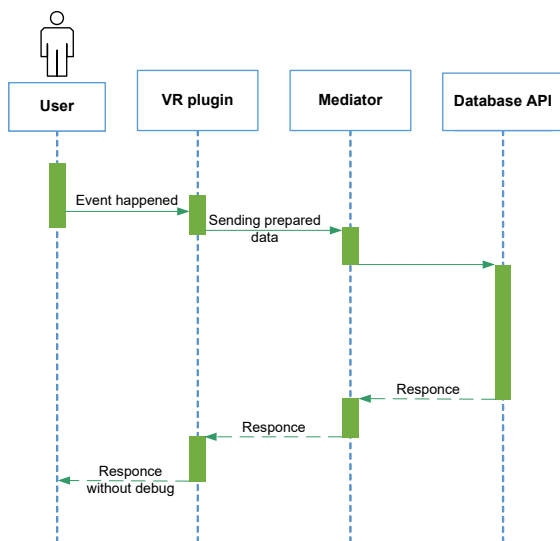 User
VR plugin
Mediator
Database API
Event happened
Sending prepared
data
Responce
Responce
Responce
without debug